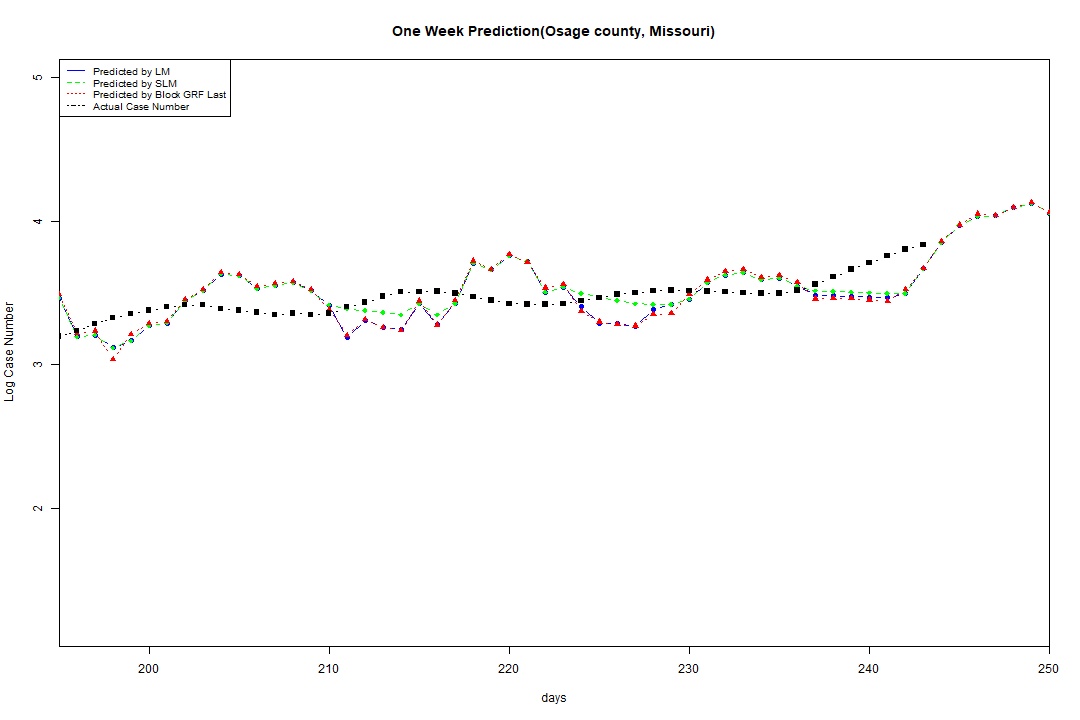 One Week Prediction(Osage county, Missouri)
Predicted by LM
Predicted by SLM
Predicted by Block GRF Last
Actual Case Number
5
4
3
2
Log Case Number
200
210
220
230
240
250
days